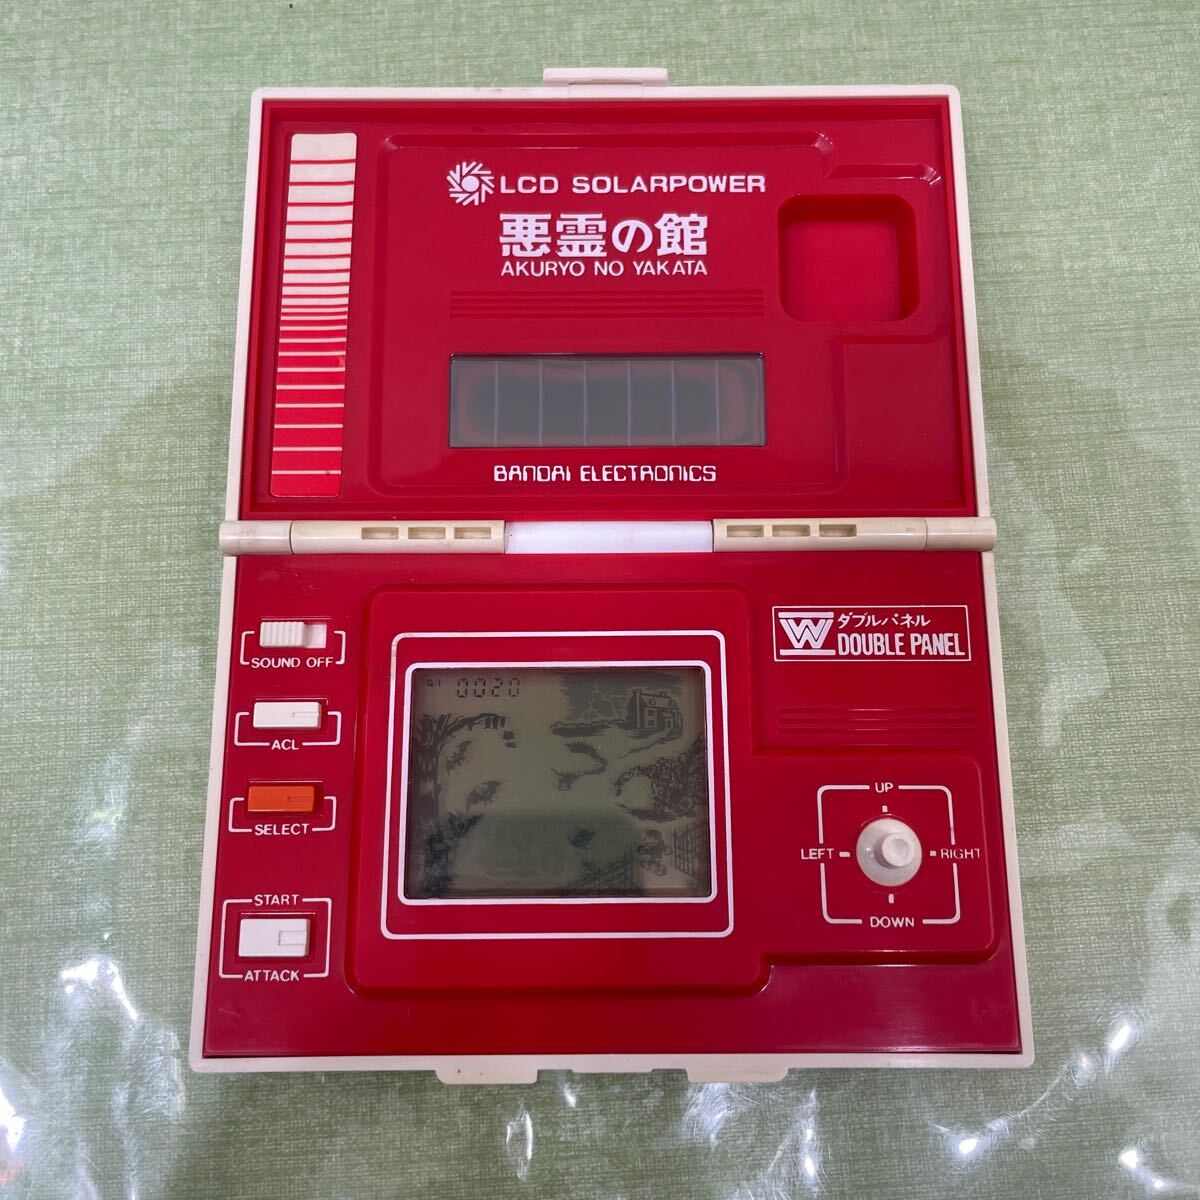 LCD SOLARPOWER
悪霊の館
AKURYO NO YAKATA
BANDAI ELECTRONICS
W ダブルパネル
DOUBLE PANEL
SOUND OFF
ACL
SELECT
START
ATTACK
0020
UP
LEFT
RIGHT
DOWN